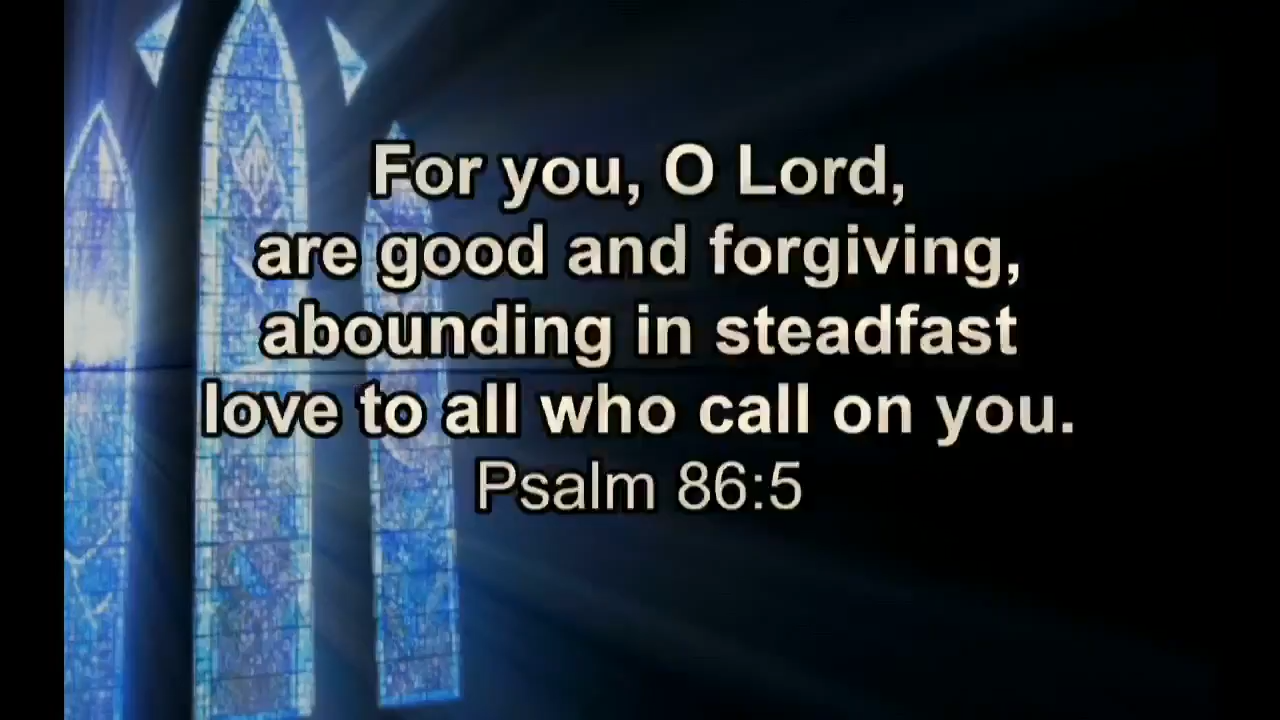 For you, O Lord,
are good and forgiving,
abounding in steadfast
love to all who call on you.
Psalm 86:5